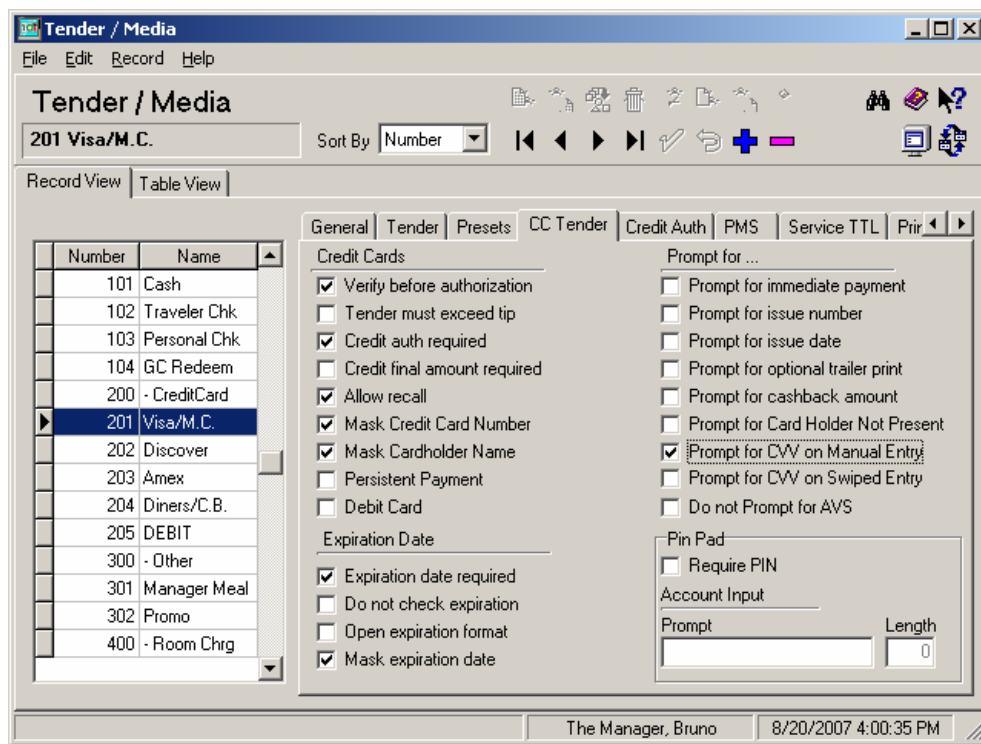 Tender / Media
File Edit Record Help
Tender / Media
201 Visa/M.C.
Sort By Number
Record View Table View
General Tender Presets CC Tender Credit Auth PMS Service TTL Prir
Number Name
101 Cash
102 Traveler Chk
103 Personal Chk
104 GC Redeem
200 - CreditCard
201 Visa/M.C.
202 Discover
203 Amex
204 Diners/C.B.
205 DEBIT
300 - Other
301 Manager Meal
302 Promo
400 - Room Chrg
Credit Cards
Verify before authorization
Tender must exceed tip
Credit auth required
Credit final amount required
Allow recall
Mask Credit Card Number
Mask Cardholder Name
Persistent Payment
Debit Card
Expiration Date
Expiration date required
Do not check expiration
Open expiration format
Mask expiration date
Prompt for ...
Prompt for immediate payment
Prompt for issue number
Prompt for issue date
Prompt for optional trailer print
Prompt for cashback amount
Prompt for Card Holder Not Present
Prompt for CVV on Manual Entry
Prompt for CVV on Swiped Entry
Do not Prompt for AVS
Pin Pad
Require PIN
Account Input
Prompt Length
0
The Manager, Bruno 8/20/2007 4:00:35 PM